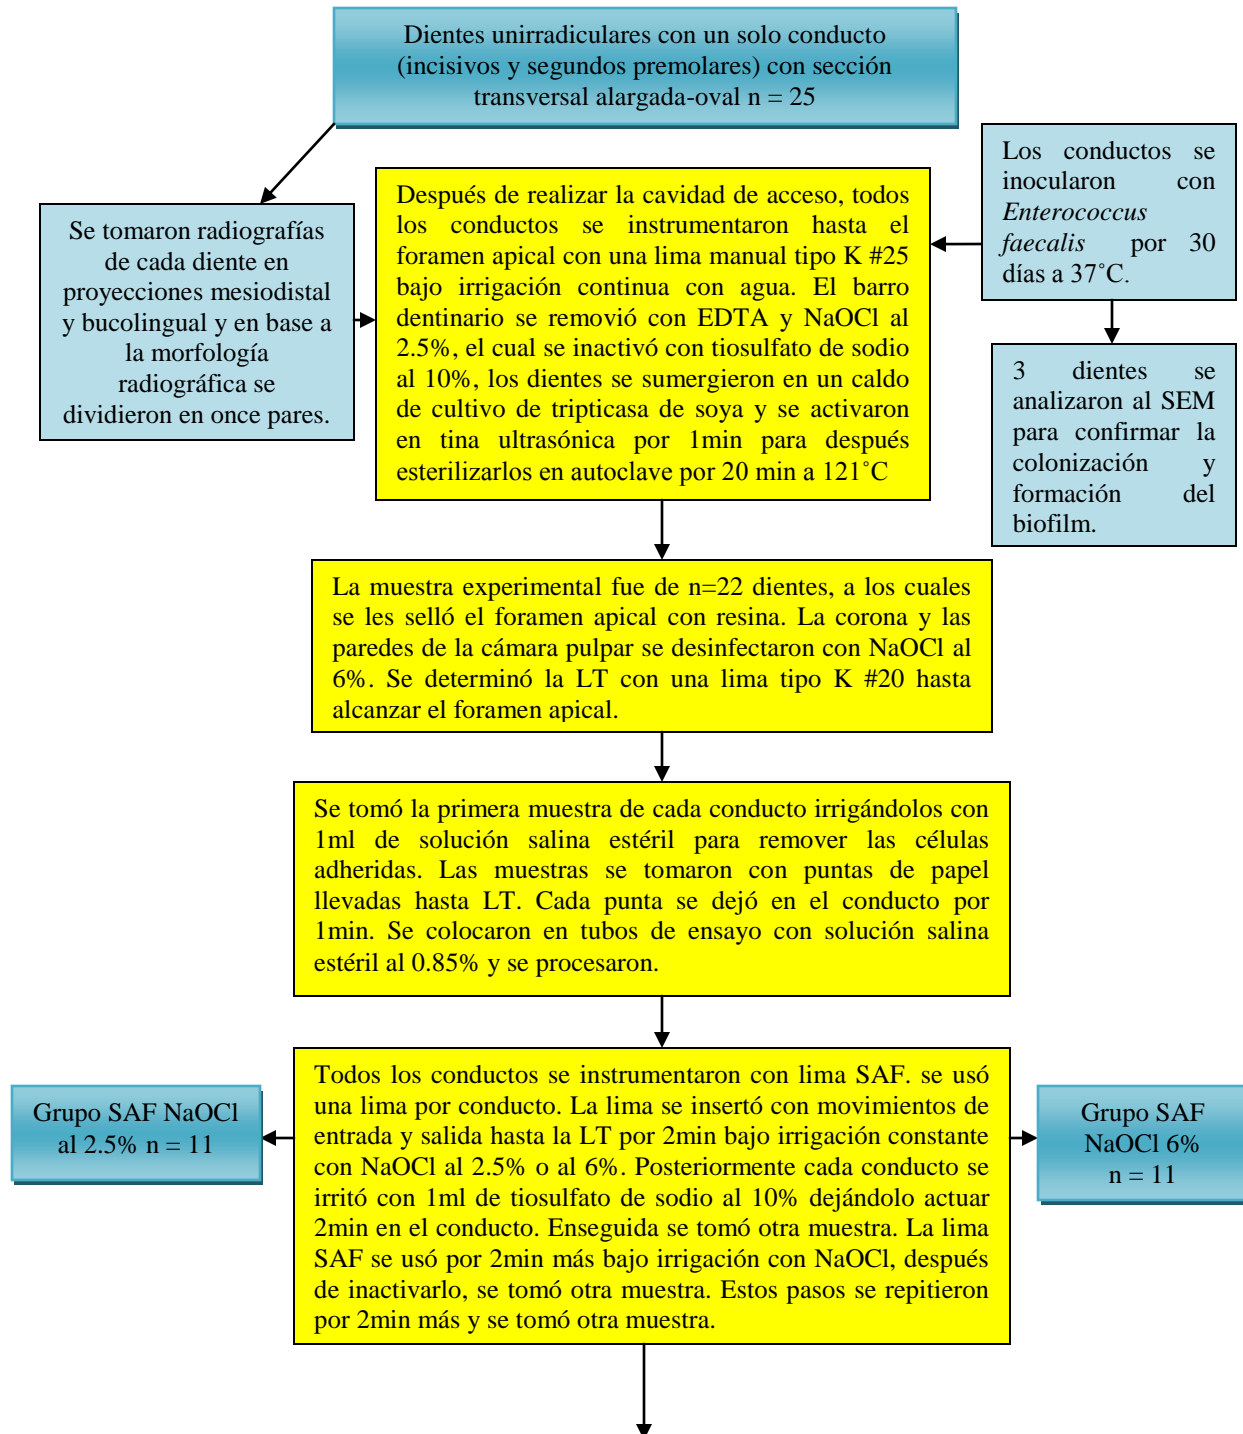 Dientes unirradiculares con un solo conducto
(incisivos y segundos premolares) con sección
transversal alargada-oval n = 25
Se tomaron radiografías
de cada diente en
proyecciones mesiodistal
y bucolingual y en base a
la morfología
radiográfica se
dividieron en once pares.
Después de realizar la cavidad de acceso, todos
los conductos se instrumentaron hasta el
foramen apical con una lima manual tipo K #25
bajo irrigación continua con agua. El barro
dentinario se removió con EDTA y NaOCl al
2.5%, el cual se inactivó con tiosulfato de sodio
al 10%, los dientes se sumergieron en un caldo
de cultivo de tripticasa de soya y se activaron
en tina ultrasónica por 1min para después
esterilizarlos en autoclave por 20 min a 121˚C
Los conductos se
inocularon con
Enterococcus
faecalis por 30
días a 37˚C.
3 dientes se
analizaron al SEM
para confirmar la
colonización y
formación del
biofilm.
La muestra experimental fue de n=22 dientes, a los cuales
se les selló el foramen apical con resina. La corona y las
paredes de la cámara pulpar se desinfectaron con NaOCl al
6%. Se determinó la LT con una lima tipo K #20 hasta
alcanzar el foramen apical.
Se tomó la primera muestra de cada conducto irrigándolos con
1ml de solución salina estéril para remover las células
adheridas. Las muestras se tomaron con puntas de papel
llevadas hasta LT. Cada punta se dejó en el conducto por
1min. Se colocaron en tubos de ensayo con solución salina
estéril al 0.85% y se procesaron.
Todos los conductos se instrumentaron con lima SAF. se usó
una lima por conducto. La lima se insertó con movimientos de
entrada y salida hasta la LT por 2min bajo irrigación constante
con NaOCl al 2.5% o al 6%. Posteriormente cada conducto se
irritó con 1ml de tiosulfato de sodio al 10% dejándolo actuar
2min en el conducto. Enseguida se tomó otra muestra. La lima
SAF se usó por 2min más bajo irrigación con NaOCl, después
de inactivarlo, se tomó otra muestra. Estos pasos se repitieron
por 2min más y se tomó otra muestra.
Grupo SAF NaOCl
al 2.5% n = 11
Grupo SAF
NaOCl 6%
n = 11